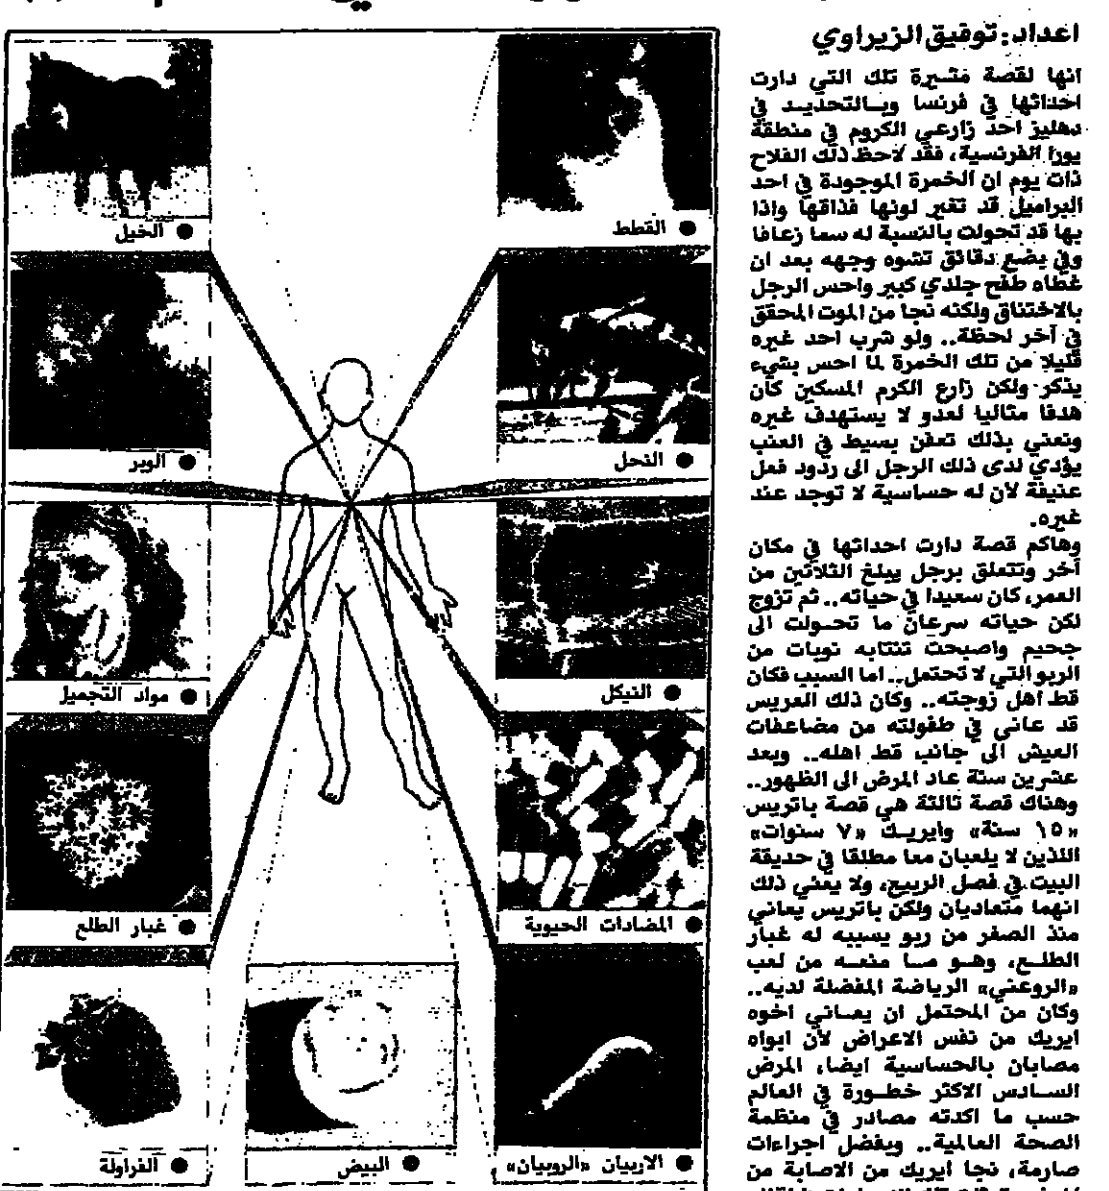 اعداد: توفيق الزيراوي
انها لقصة مثيرة تلك التي دارت
احداثها في فرنسا وبالتحديد في
دهليز احد زارعي الكروم في منطقة
يورا الفرنسية، فقد لاحظ ذلك الفلاح
ذات يوم ان الخمرة الموجودة في احد
البراميل قد تغير لونها فذاقها واذا
بها قد تحولت بالنسبة له سما زعافا
وفي بضع دقائق تشوه وجهه بعد ان
غطاه طفح جلدي كبير واحس الرجل
بالاختناق ولكنه نجا من الموت المحقق
في آخر لحظة.. ولو شرب احد غيره
قليلا من تلك الخمرة لما احس بشيء
يذكر ولكن زارع الكرم المسكين كان
هدفا مثاليا لعدو لا يستهدف غيره
ونعني بذلك تعفن بسيط في العنب
يؤدي لدى ذلك الرجل الى ردود فعل
عنيفة لأن له حساسية لا توجد عند
غيره.
وهاكم قصة دارت احداثها في مكان
آخر وتتعلق برجل يبلغ الثلاثين من
العمر، كان سعيدا في حياته.. ثم تزوج
لكن حياته سرعان ما تحولت الى
جحيم واصبحت تنتابه نوبات من
الربو التي لا تحتمل.. اما السبب فكان
قط اهل زوجته.. وكان ذلك العريس
قد عانى في طفولته من مضاعفات
العيش الى جانب قط اهله.. وبعد
عشرين سنة عاد المرض الى الظهور..
وهناك قصة ثالثة هي قصة باتريس
«١٥ سنة» وايريك «٧ سنوات»
اللذين لا يلعبان معا مطلقا في حديقة
البيت في فصل الربيع، ولا يعني ذلك
انهما متعاديان ولكن باتريس يعاني
منذ الصغر من ربو يسببه له غبار
الطلع، وهو ما منعه من لعب
«الروغبي» الرياضة المفضلة لديه..
وكان من المحتمل ان يعاني اخوه
ايريك من نفس الاعراض لأن ابواه
مصابان بالحساسية ايضا، المرض
السادس الاكثر خطورة في العالم
حسب ما اكدته مصادر في منظمة
الصحة العالمية.. وبفضل اجراءات
صارمة، نجا ايريك من الاصابة من
● القطط
● الخيل
● النحل
● الوبر
● النيكل
● مواد التجميل
● المضادات الحيوية
● غبار الطلع
● الاربيان «الروبيان»
● البيض
● الفراولة